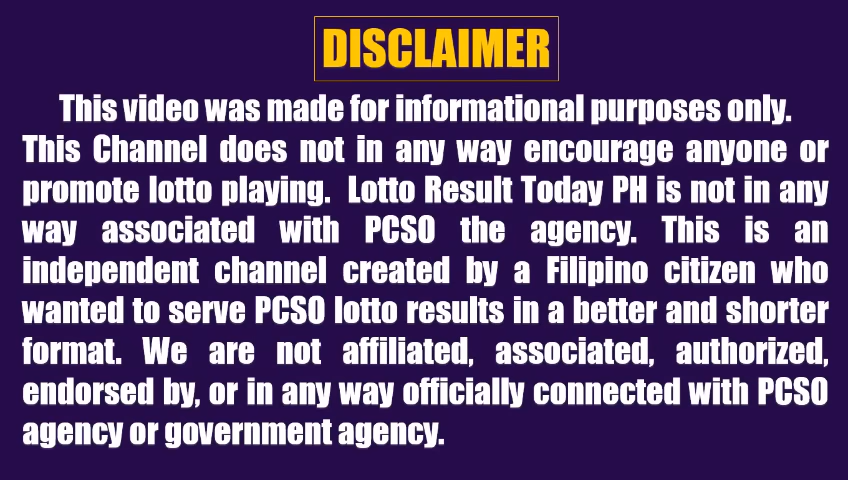 DISCLAIMER
This video was made for informational purposes only.
This Channel does not in any way encourage anyone or
promote lotto playing. Lotto Result Today PH is not in any
way associated with PCSO the agency. This is an
independent channel created by a Filipino citizen who
wanted to serve PCSO lotto results in a better and shorter
format. We are not affiliated, associated, authorized,
endorsed by, or in any way officially connected with PCSO
agency or government agency.